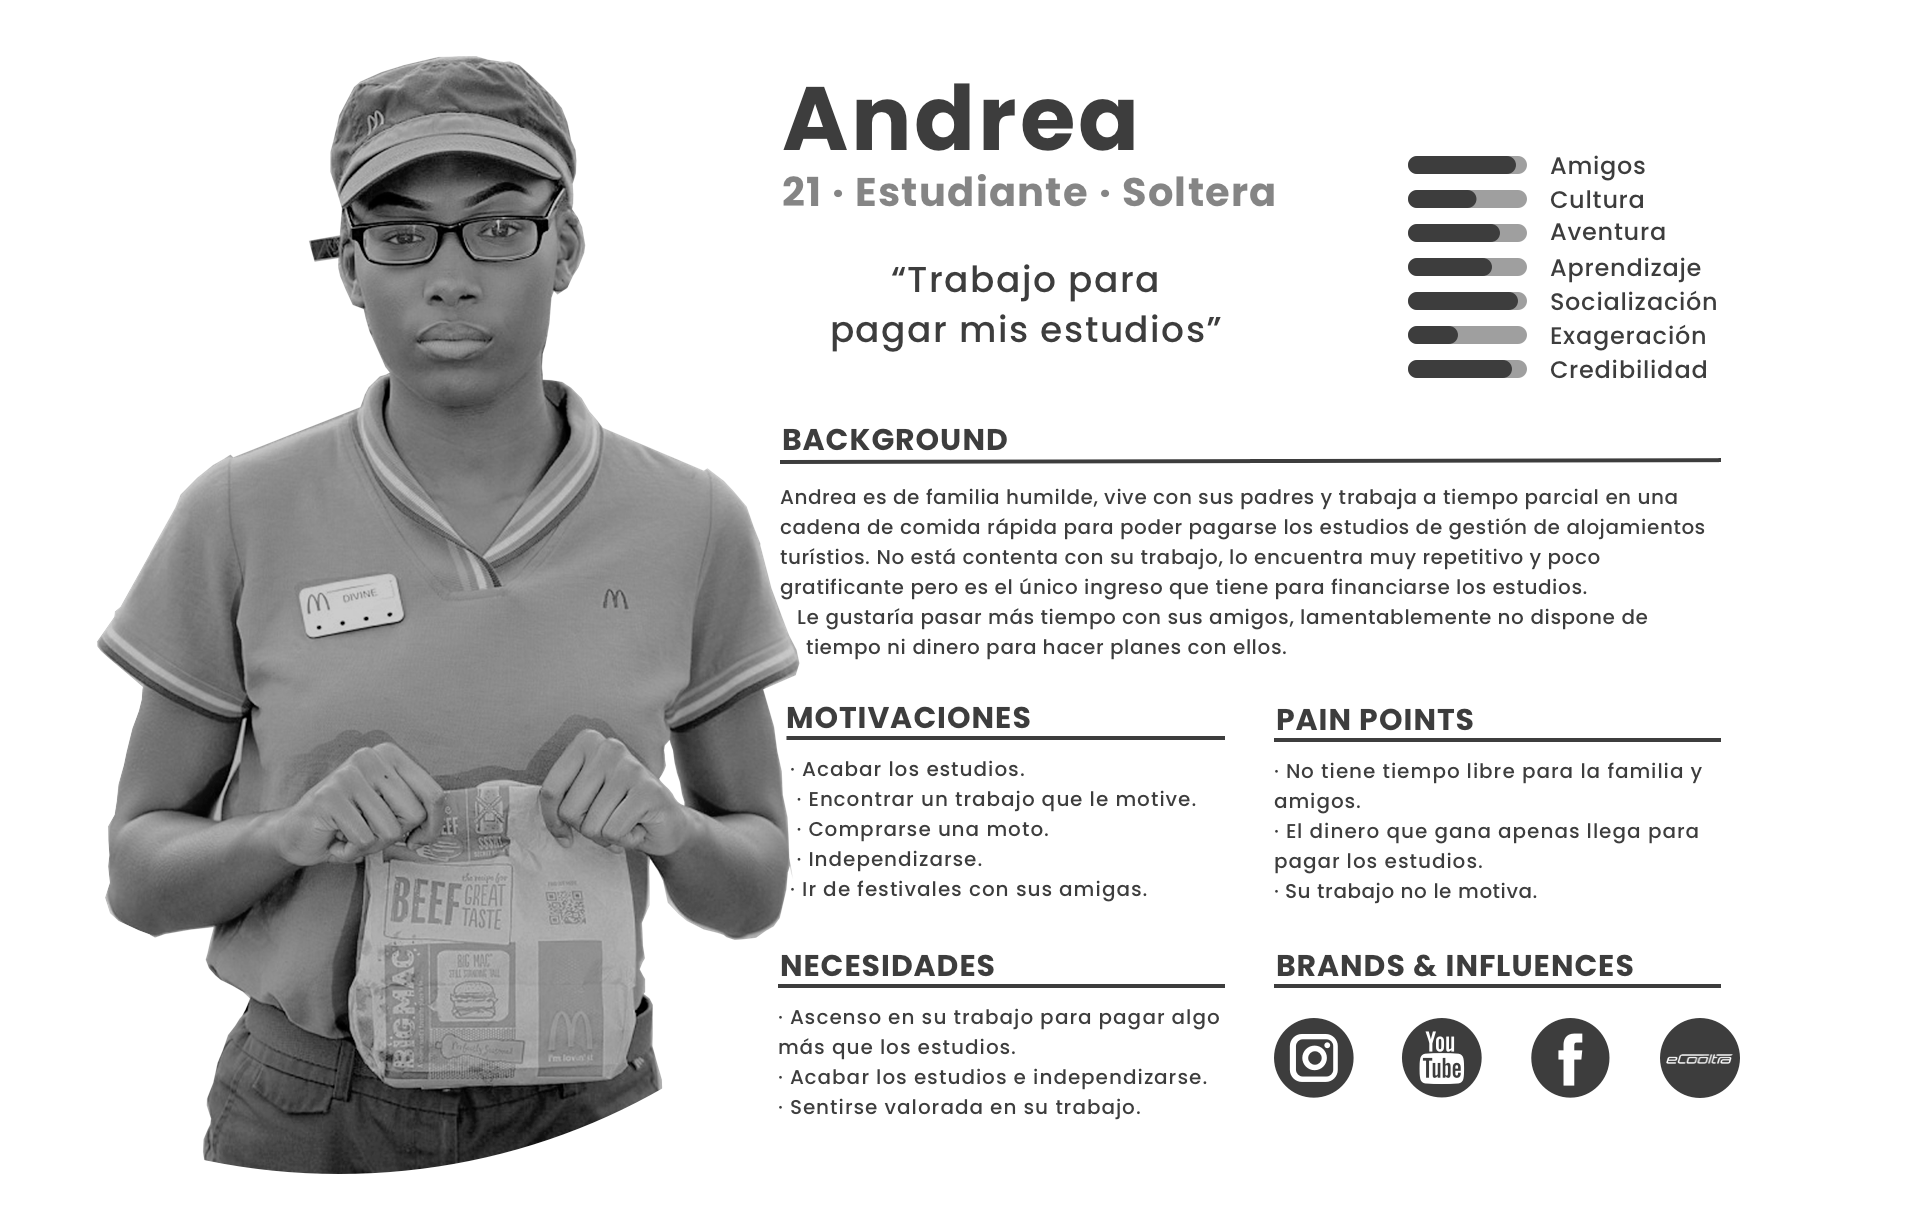 Andrea
21 · Estudiante · Soltera
“Trabajo para
pagar mis estudios”
Amigos
Cultura
Aventura
Aprendizaje
Socialización
Exageración
Credibilidad
BACKGROUND
Andrea es de familia humilde, vive con sus padres y trabaja a tiempo parcial en una
cadena de comida rápida para poder pagarse los estudios de gestión de alojamientos
turístios. No está contenta con su trabajo, lo encuentra muy repetitivo y poco
gratificante pero es el único ingreso que tiene para financiarse los estudios.
Le gustaría pasar más tiempo con sus amigos, lamentablemente no dispone de
tiempo ni dinero para hacer planes con ellos.
MOTIVACIONES
· Acabar los estudios.
· Encontrar un trabajo que le motive.
· Comprarse una moto.
· Independizarse.
· Ir de festivales con sus amigas.
PAIN POINTS
· No tiene tiempo libre para la familia y
amigos.
· El dinero que gana apenas llega para
pagar los estudios.
· Su trabajo no le motiva.
NECESIDADES
· Ascenso en su trabajo para pagar algo
más que los estudios.
· Acabar los estudios e independizarse.
· Sentirse valorada en su trabajo.
BRANDS & INFLUENCES
You
Tube
eCooltra
DIVINE
the recipe for
BEEF GREAT
TASTE
BIG MAC
BIG MAC
i'm lovin' it